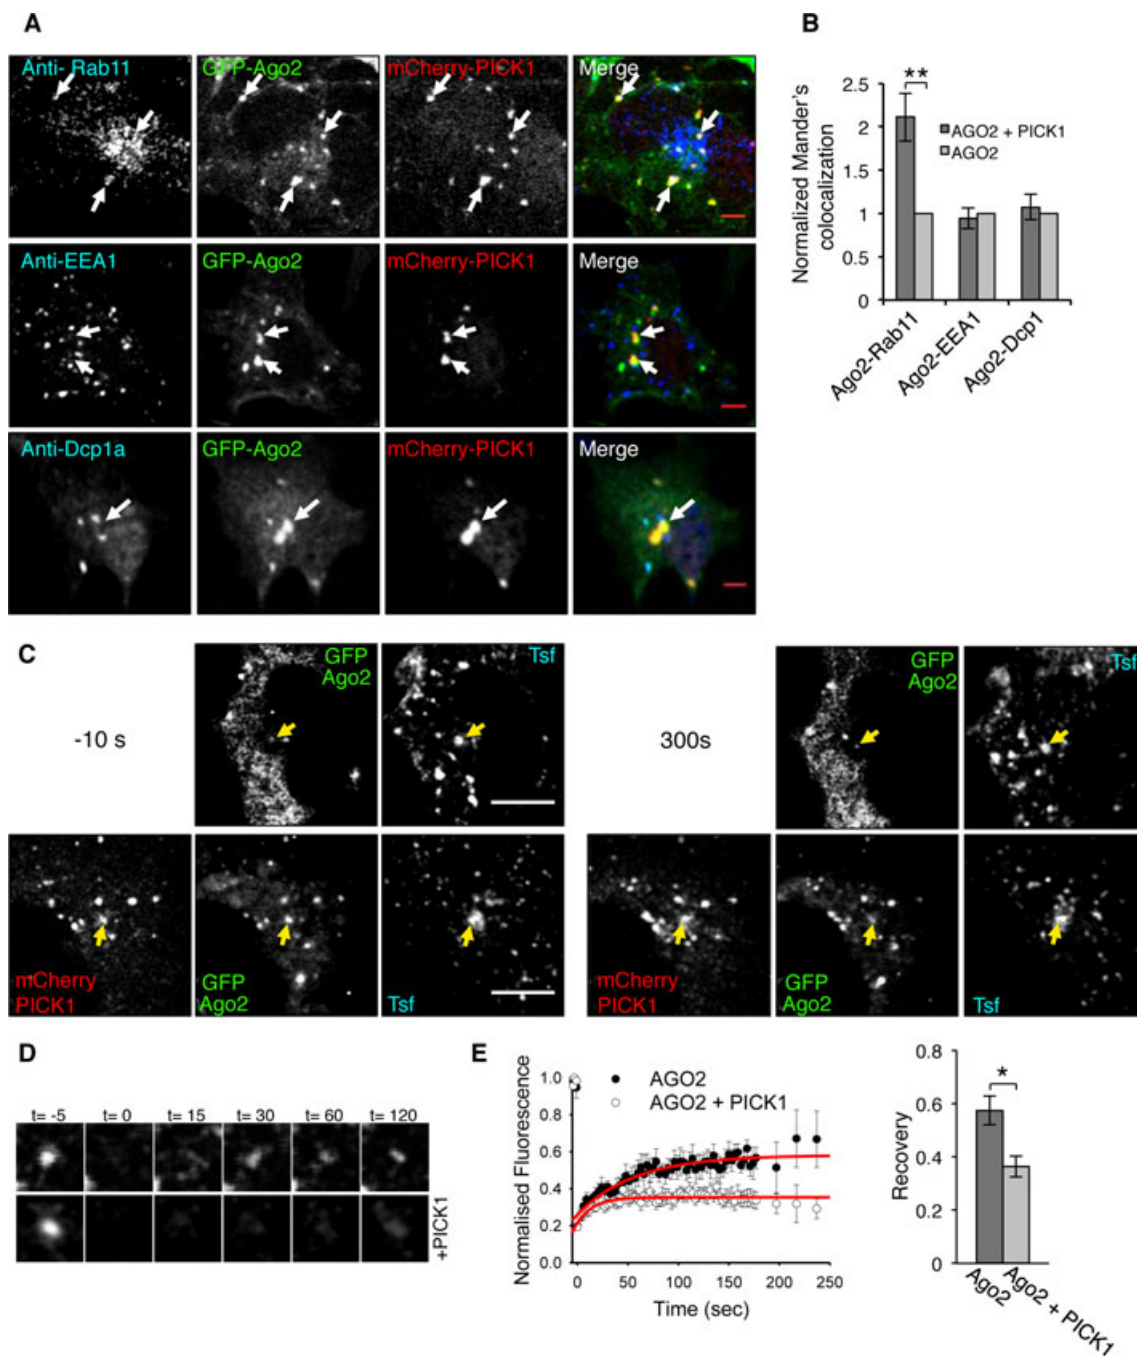 A
Anti- Rab11 GFP-Ago2 mCherry-PICK1 Merge
Anti-EEA1 GFP-Ago2 mCherry-PICK1 Merge
Anti-Dcp1a GFP-Ago2 mCherry-PICK1 Merge
B
**
2.5
2
1.5
1
0.5
0
Normalized Mander's
colocalization
AGO2 + PICK1
AGO2
Ago2-Rab11
Ago2-EEA1
Ago2-Dcp1
C
-10 s
GFP
Ago2
Tsf
300s
GFP
Ago2
Tsf
mCherry
PICK1
GFP
Ago2
Tsf
mCherry
PICK1
GFP
Ago2
Tsf
D
t= -5 t= 0 t= 15 t= 30 t= 60 t= 120
+PICK1
E
Normalised Fluorescence
1.0
0.8
0.6
0.4
0.2
0.0
AGO2
AGO2 + PICK1
0 50 100 150 200 250
Time (sec)
Recovery
0.8
0.6
0.4
0.2
0
*
Ago2
Ago2 + PICK1